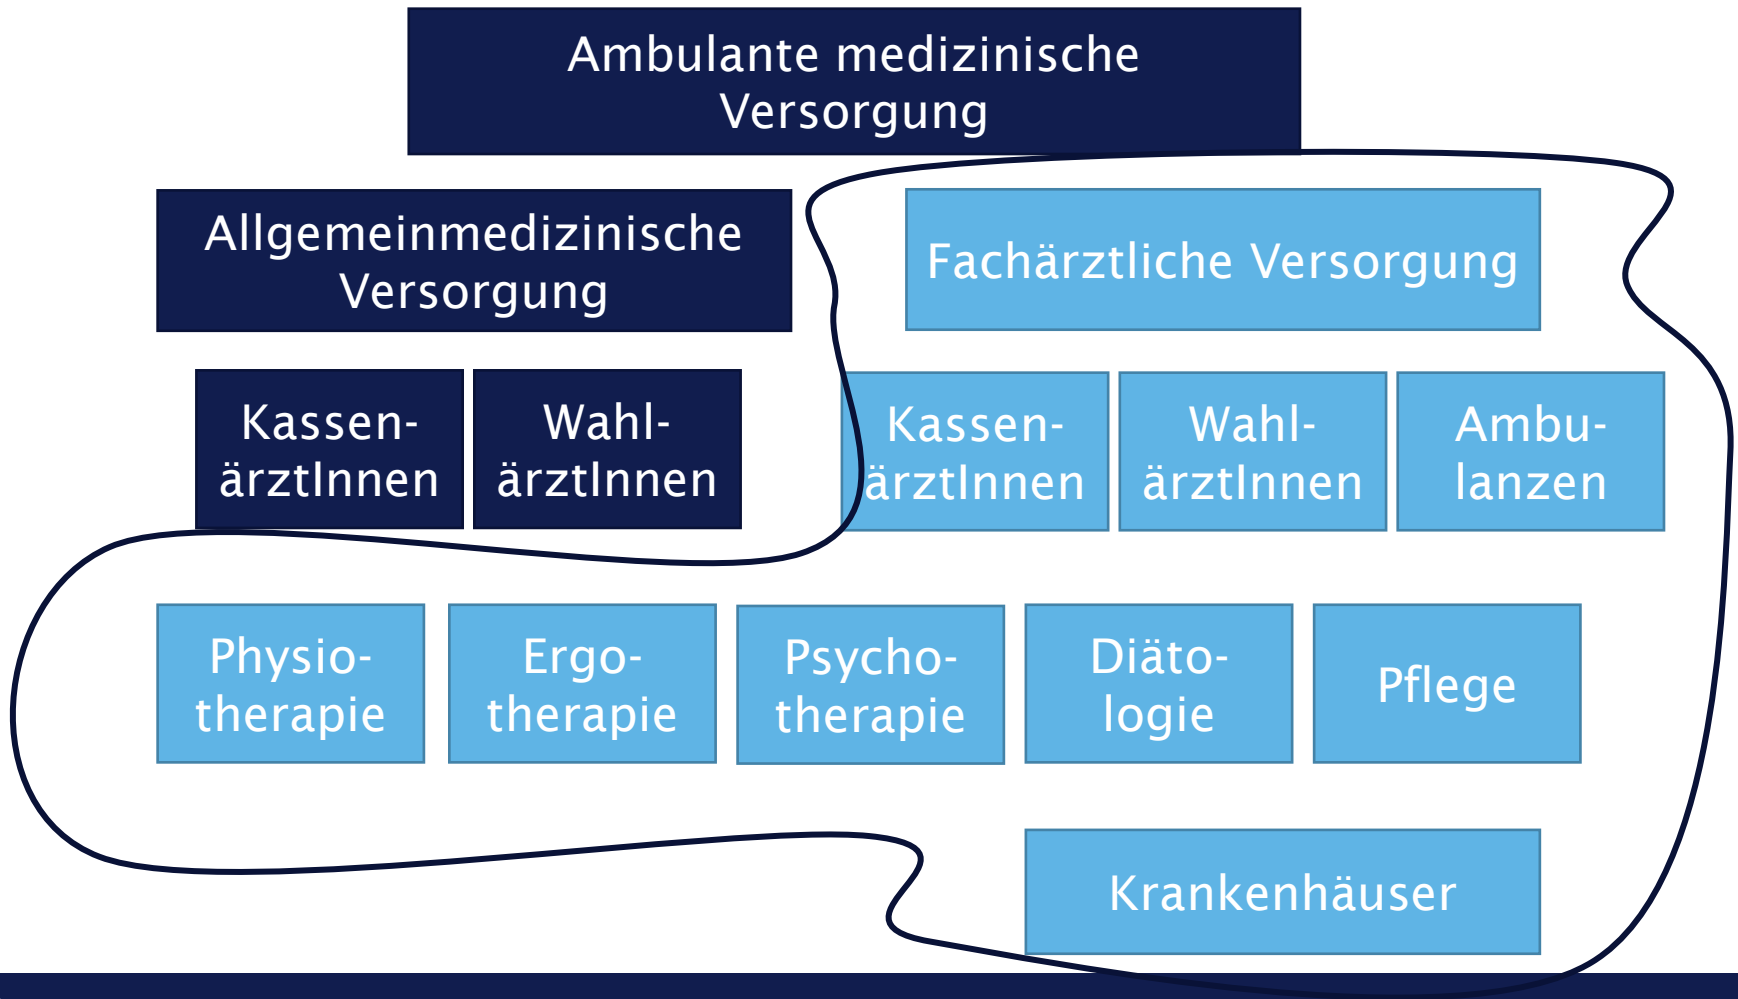 Ambulante medizinische
Versorgung
Allgemeinmedizinische
Versorgung
Fachärztliche Versorgung
Kassen-
ärztInnen
Wahl-
ärztInnen
Kassen-
ärztInnen
Wahl-
ärztInnen
Ambu-
lanzen
Physio-
therapie
Ergo-
therapie
Psycho-
therapie
Diäto-
logie
Pflege
Krankenhäuser